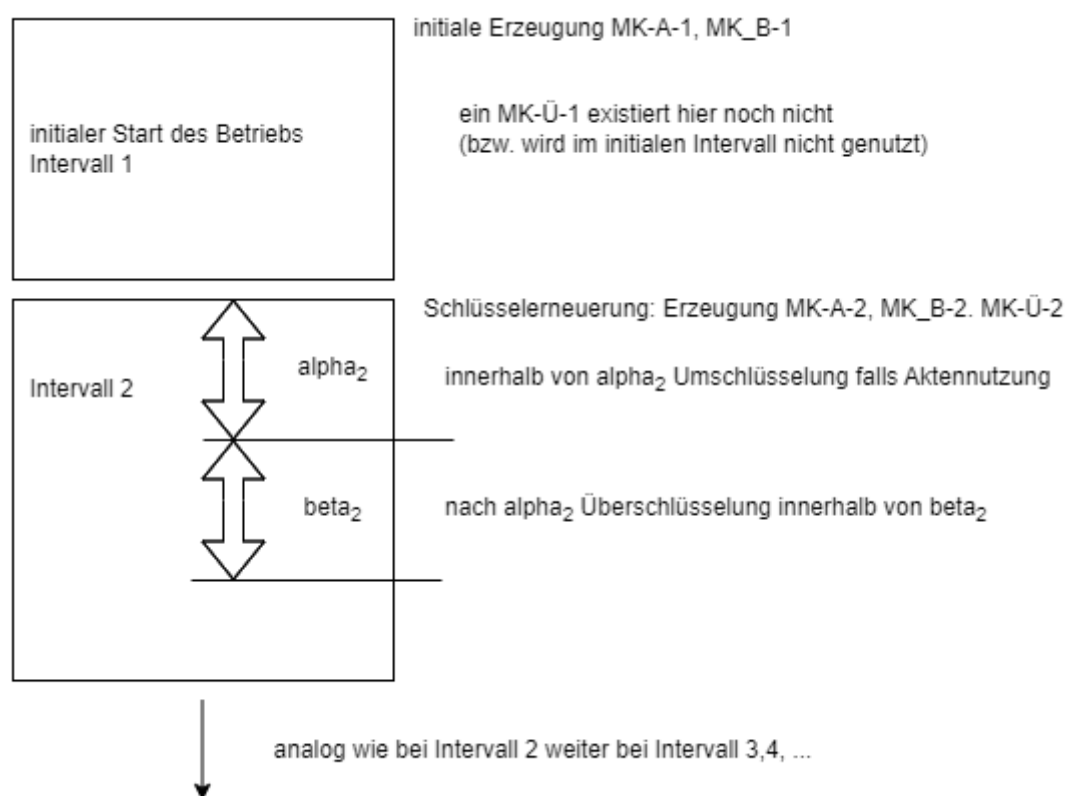 initiale Erzeugung MK-A-1, MK_B-1
initialer Start des Betriebs
Intervall 1
ein MK-Ü-1 existiert hier noch nicht
(bzw. wird im initialen Intervall nicht genutzt)
Schlüsselerneuerung: Erzeugung MK-A-2, MK_B-2. MK-Ü-2
Intervall 2
alpha₂
innerhalb von alpha₂ Umschlüsselung falls Aktennutzung
beta₂
nach alpha₂ Überschlüsselung innerhalb von beta₂
analog wie bei Intervall 2 weiter bei Intervall 3,4, ...